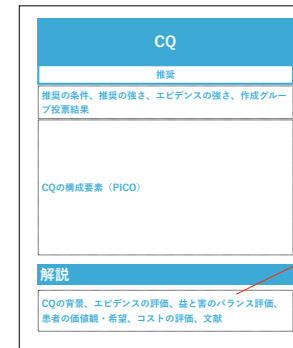 CQ
推奨
推奨の条件、推奨の強さ、エビデンスの強さ、作成グルー
プ投票結果
CQの構成要素（PICO）
解説
CQの背景、エビデンスの評価、益と害のバランス評価、
患者の価値観・希望、コストの評価、文献